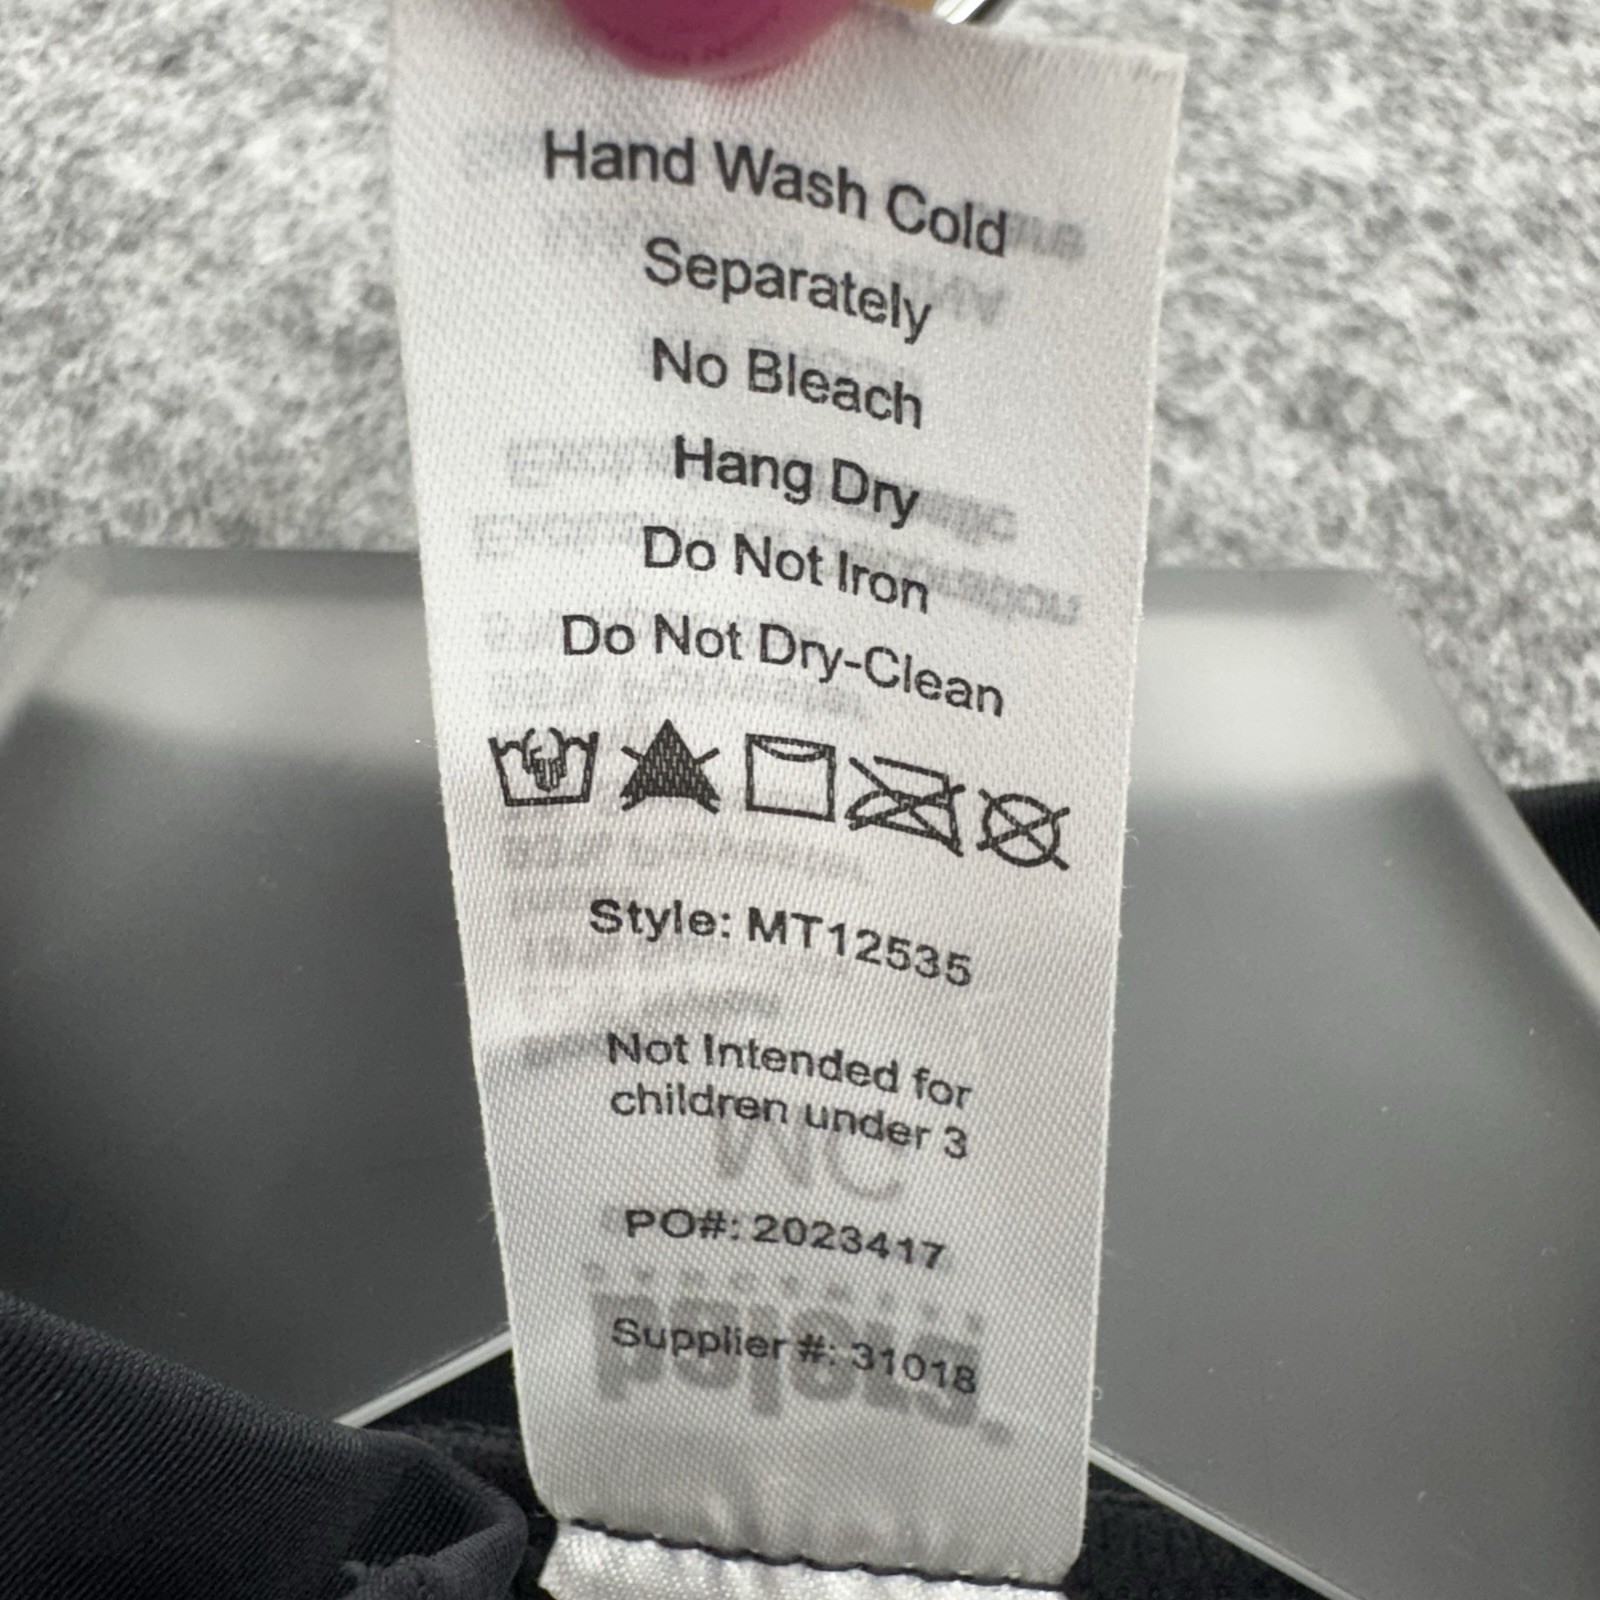 Hand Wash Cold
Separately
No Bleach
Hang Dry
Do Not Iron
Do Not Dry-Clean
Style: MT12535
Not Intended for
children under 3
PO#: 2023417
Supplier #: 31018